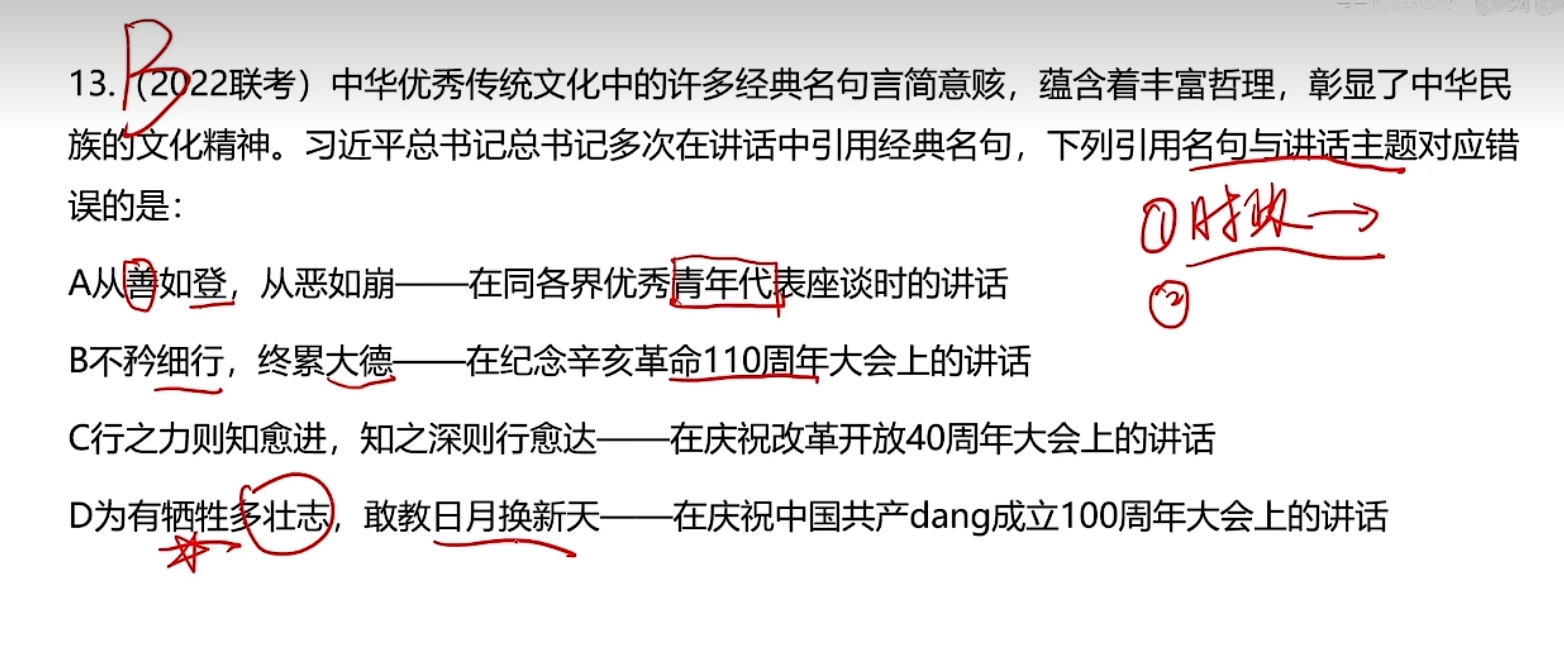 B
13.（2022联考）中华优秀传统文化中的许多经典名句言简意赅，蕴含着丰富哲理，彰显了中华民
族的文化精神。习近平总书记总书记多次在讲话中引用经典名句，下列引用名句与讲话主题对应错
误的是：
①时政→
②
A从善如登，从恶如崩——在同各界优秀青年代表座谈时的讲话
B不矜细行，终累大德——在纪念辛亥革命110周年大会上的讲话
C行之力则知愈进，知之深则行愈达——在庆祝改革开放40周年大会上的讲话
D为有牺牲多壮志，敢教日月换新天——在庆祝中国共产dang成立100周年大会上的讲话